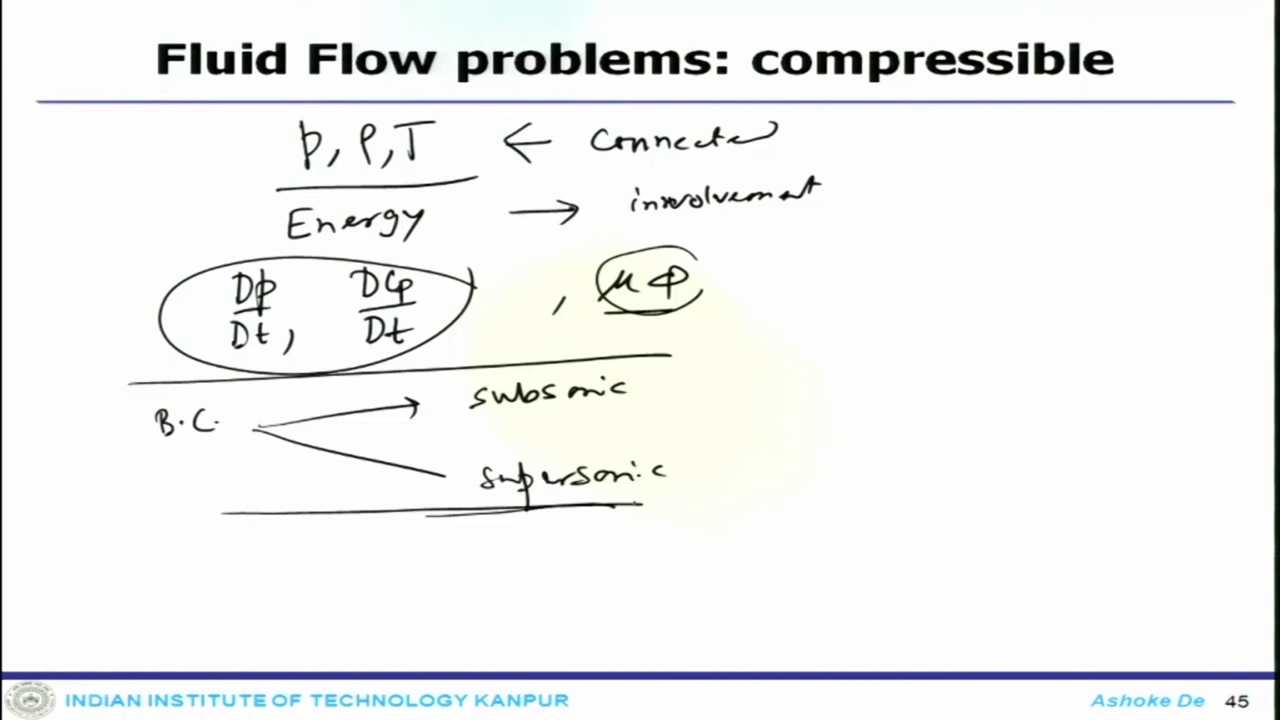 Fluid Flow problems: compressible
p, ρ, T ← Connected
Energy → involvement
Dp/Dt, DCp/Dt, μΦ
B.C. subsonic
supersonic
INDIAN INSTITUTE OF TECHNOLOGY KANPUR Ashoke De 45